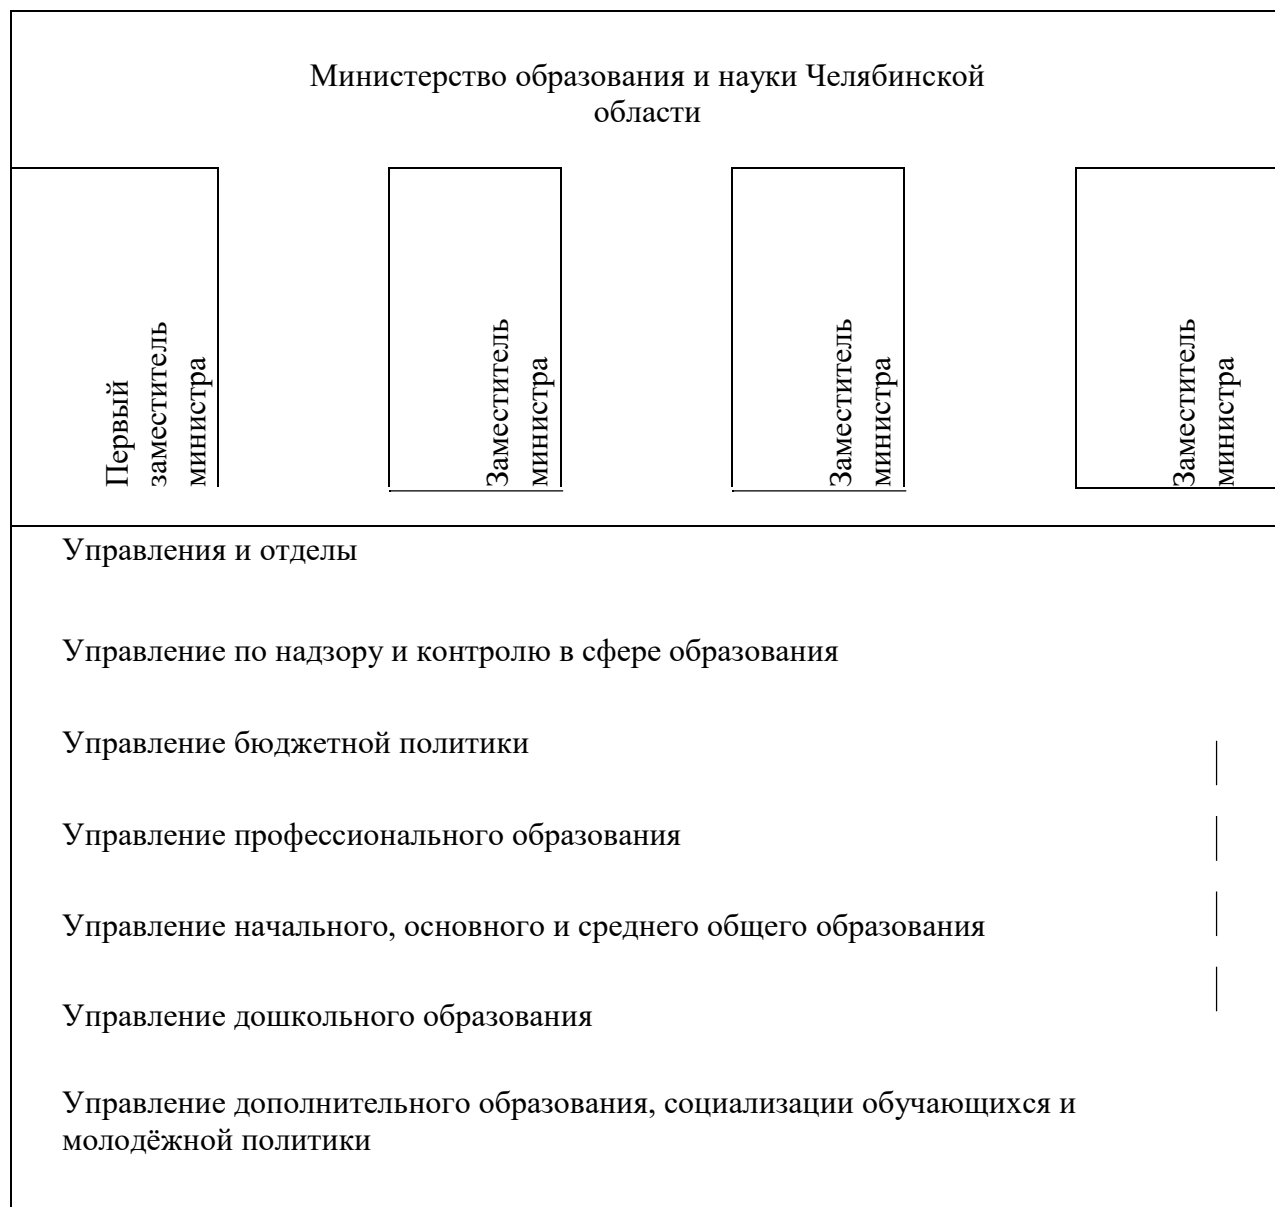 Министерство образования и науки Челябинской
области
Первый
заместитель
министра
Заместитель
министра
Заместитель
министра
Заместитель
министра
Управления и отделы
Управление по надзору и контролю в сфере образования
Управление бюджетной политики
Управление профессионального образования
Управление начального, основного и среднего общего образования
Управление дошкольного образования
Управление дополнительного образования, социализации обучающихся и
молодёжной политики